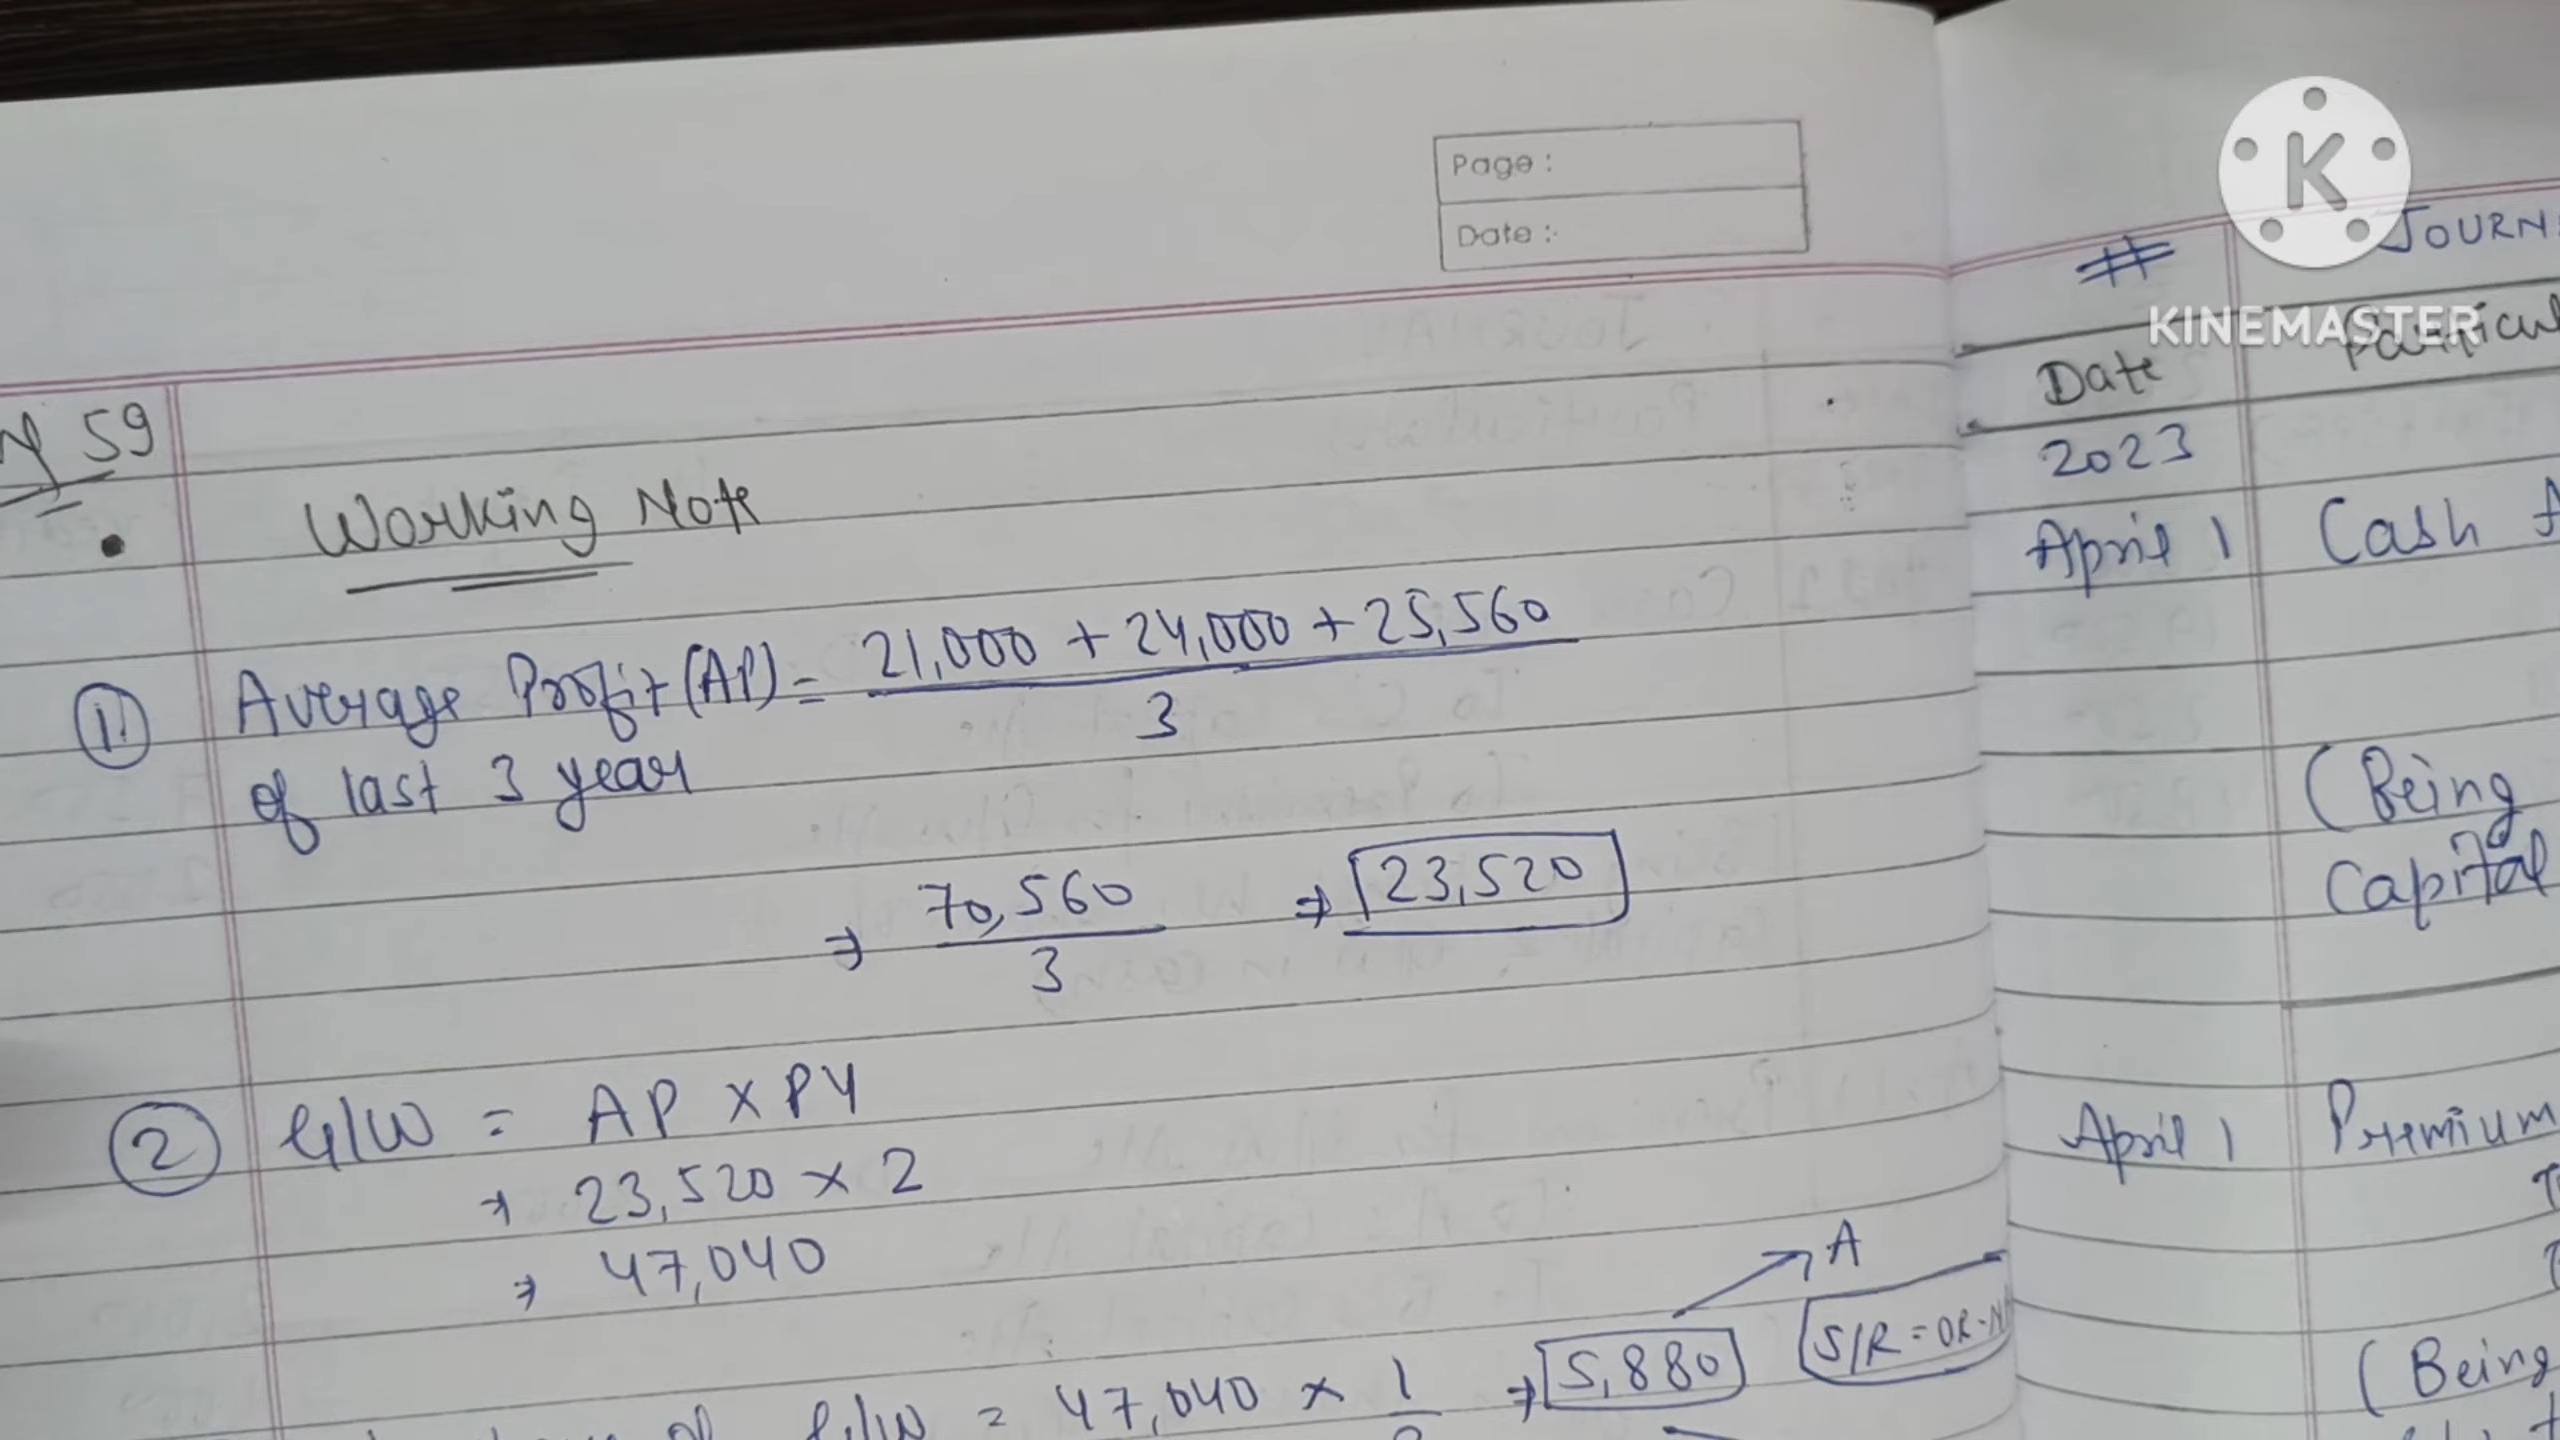 Page :
Date :
59
Working Note
① Average Profit (AP) = 21,000 + 24,000 + 25,560
3
of last 3 year
⇒ 70,560 ⇒ 23,520
3
② G/W = AP × PY
⇒ 23,520 × 2
⇒ 47,040
A
G/W = 47,040 × 1 ⇒ 5,880
S/R = OR-N
# JOURN
Date Particul
2023
April 1 Cash A
(Being
Capital
April 1 Premium
(Being
K
KINEMASTER